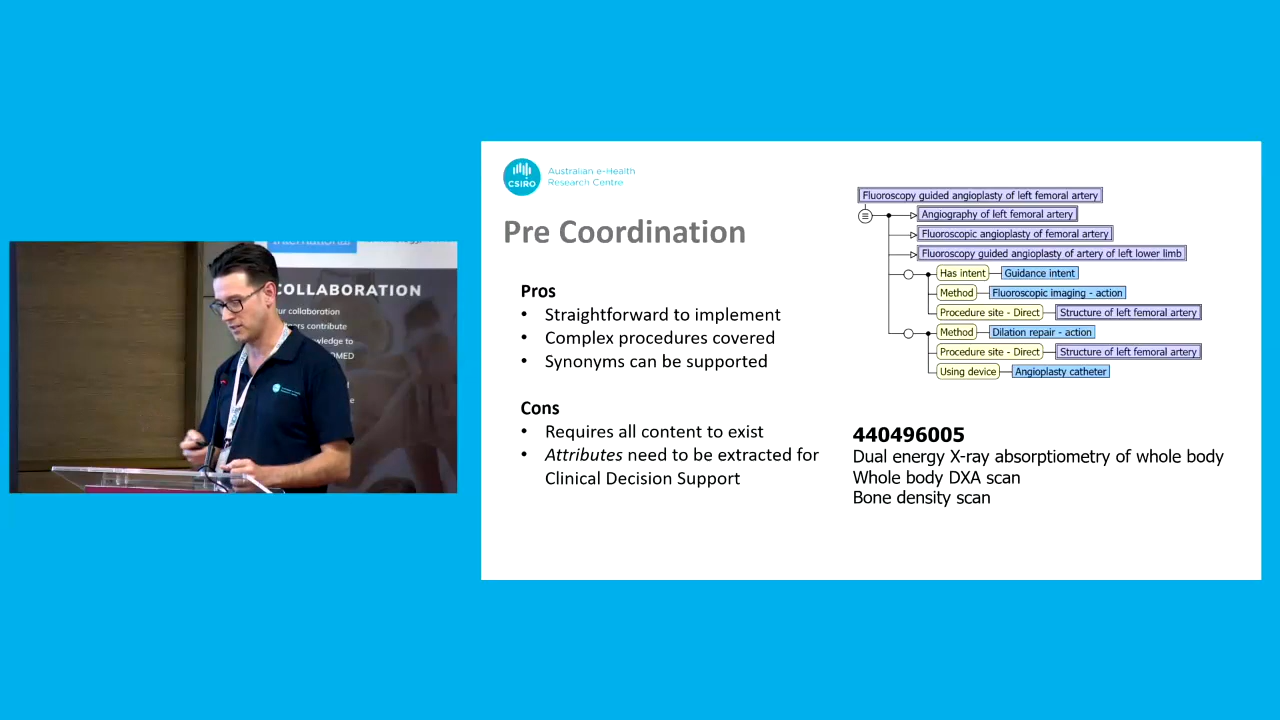 COLLABORATION
collaboration
contribute
knowledge to
CSIRO
Australian e-Health
Research Centre
Pre Coordination
Pros
• Straightforward to implement
• Complex procedures covered
• Synonyms can be supported
Cons
• Requires all content to exist
• Attributes need to be extracted for
Clinical Decision Support
Fluoroscopy guided angioplasty of left femoral artery
Angiography of left femoral artery
Fluoroscopic angioplasty of femoral artery
Fluoroscopy guided angioplasty of artery of left lower limb
Has intent Guidance intent
Method Fluoroscopic imaging - action
Procedure site - Direct Structure of left femoral artery
Method Dilation repair - action
Procedure site - Direct Structure of left femoral artery
Using device Angioplasty catheter
440496005
Dual energy X-ray absorptiometry of whole body
Whole body DXA scan
Bone density scan